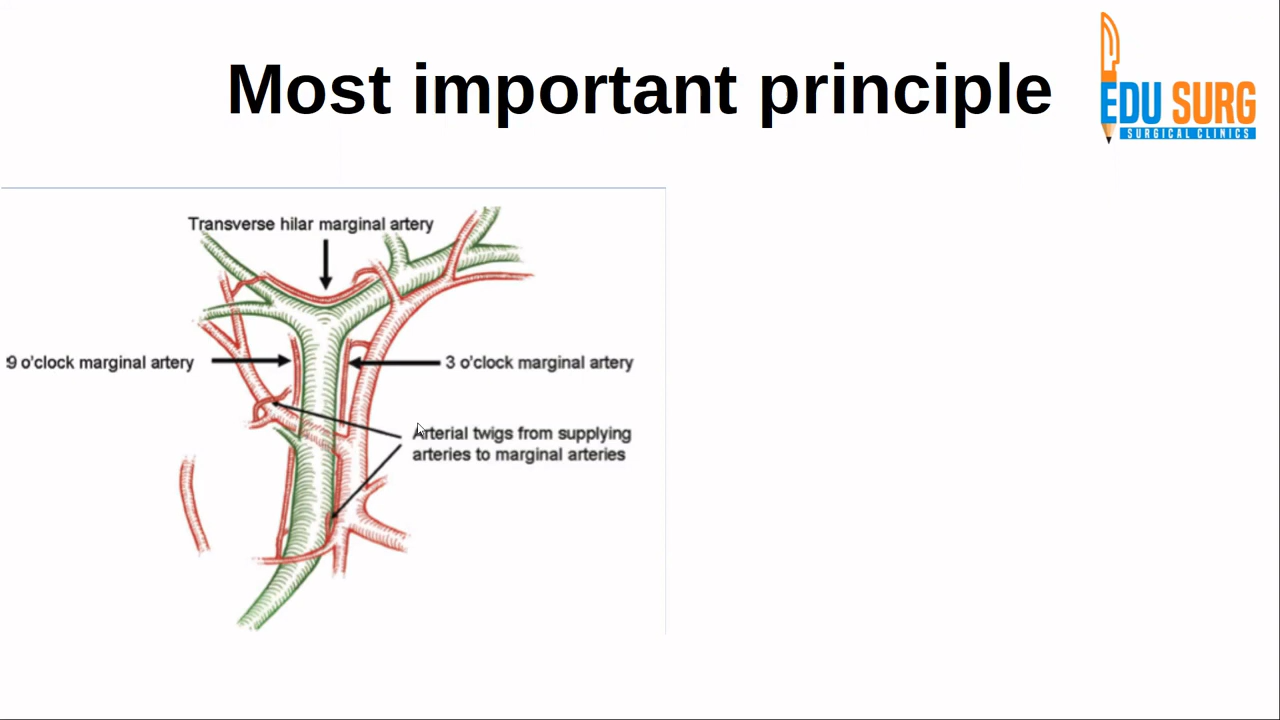 Most important principle
EDU SURG
SURGICAL CLINICS
Transverse hilar marginal artery
9 o'clock marginal artery
3 o'clock marginal artery
Arterial twigs from supplying
arteries to marginal arteries